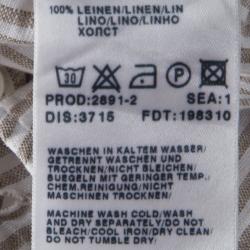 100% LEINEN/LINEN/LIN
LINO/LINO/LINHO
ХОЛСТ
30 P
PROD:2891-2 SEA:1
DIS:3715 FDT:198310
WASCHEN IN KALTEM WASSER/
GETRENNT WASCHEN UND
TROCKNEN/NICHT BLEICHEN/
BUEGELN MIT GERINGER TEMP/
CHEM.REINIGUNG/NICHT
MASCHINEN TROCKNEN
MACHINE WASH COLD/WASH
AND DRY SEPARATELY/DO NOT
BLEACH/COOL IRON/DRY CLEAN/
DO NOT TUMBLE DRY